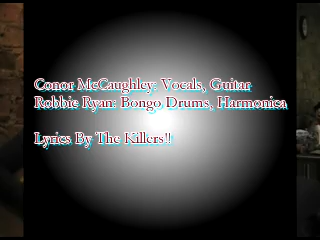 Conor McCaughley: Vocals, Guitar
Robbie Ryan: Bongo Drums, Harmonica
Lyrics By The Killers!!